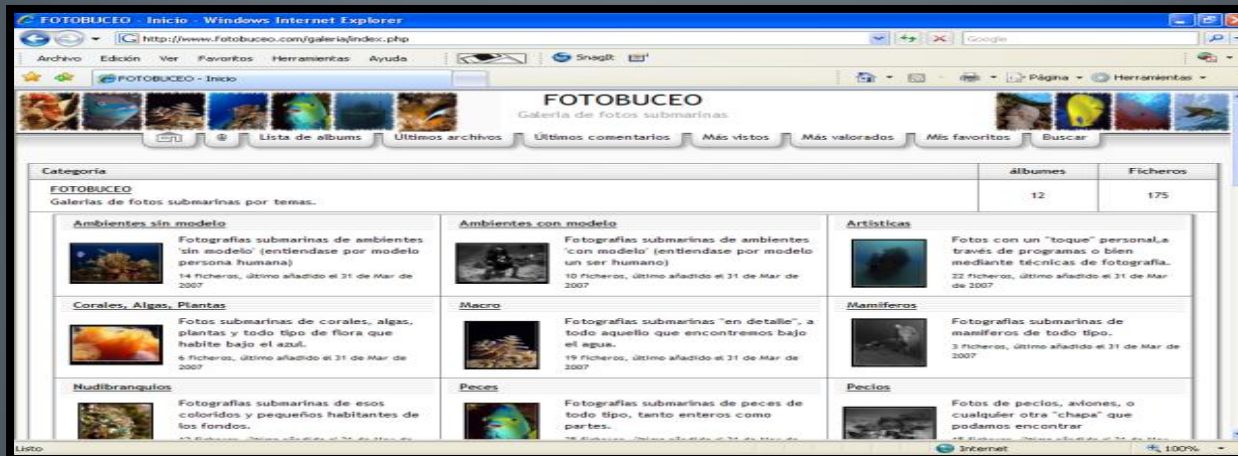 FOTOBUCEO - Inicio - Windows Internet Explorer
http://www.fotobuceo.com/galeria/index.php
Google
Archivo Edición Ver Favoritos Herramientas Ayuda
SnagIt
FOTOBUCEO - Inicio
Página
Herramientas
FOTOBUCEO
Galería de fotos submarinas
Lista de albums Últimos archivos Últimos comentarios Más vistos Más valorados Mis favoritos Buscar
Categoría álbumes Ficheros
FOTOBUCEO
Galerías de fotos submarinas por temas.
12 175
Ambientes sin modelo
Fotografías submarinas de ambientes
'sin modelo' (entiendase por modelo
persona humana)
14 ficheros, último añadido el 31 de Mar de
2007
Ambientes con modelo
Fotografías submarinas de ambientes
'con modelo' (entiendase por modelo
un ser humano)
10 ficheros, último añadido el 31 de Mar de
2007
Artísticas
Fotos con un "toque" personal,a
través de programas o bien
mediante técnicas de fotografía.
22 ficheros, último añadido el 31 de Mar
de 2007
Corales, Algas, Plantas
Fotos submarinas de corales, algas,
plantas y todo tipo de flora que
habite bajo el azul.
6 ficheros, último añadido el 31 de Mar de
2007
Macro
Fotografías submarinas "en detalle", a
todo aquello que encontremos bajo
el agua.
19 ficheros, último añadido el 31 de Mar de
2007
Mamíferos
Fotografías submarinas de
mamíferos de todo tipo.
3 ficheros, último añadido el 31 de Mar de
2007
Nudibranquios
Fotografías submarinas de esos
coloridos y pequeños habitantes de
los fondos.
Peces
Fotografías submarinas de peces de
todo tipo, tanto enteros como
partes.
Pecios
Fotos de pecios, aviones, o
cualquier otra "chapa" que
podamos encontrar
Listo
Internet
100%